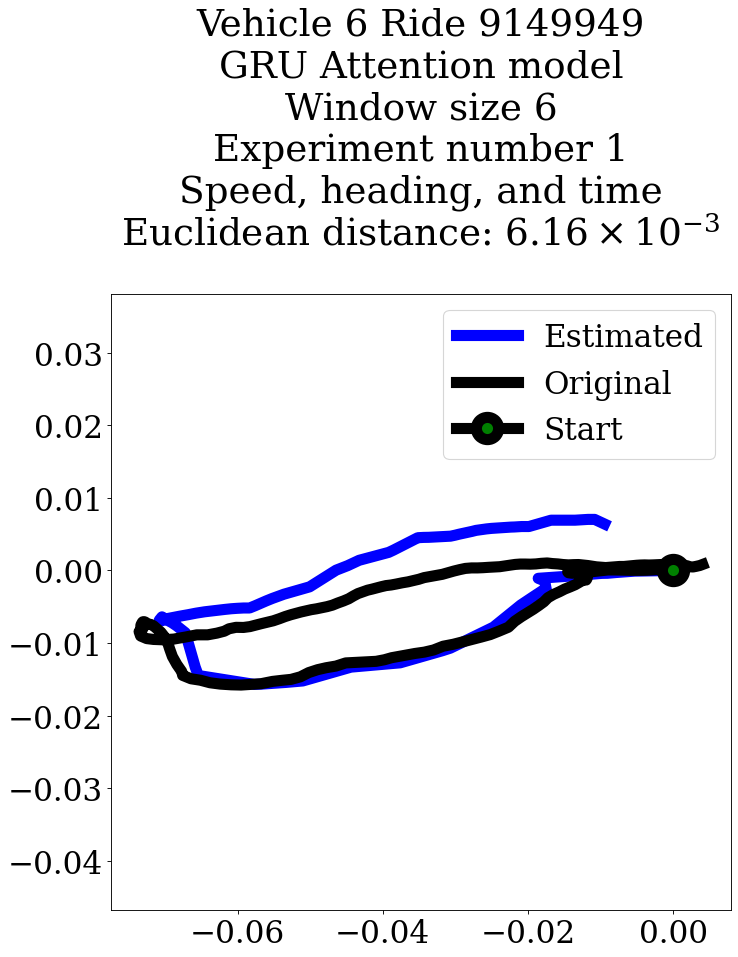 Vehicle 6 Ride 9149949
GRU Attention model
Window size 6
Experiment number 1
Speed, heading, and time
Euclidean distance: 6.16 × 10⁻³
Estimated
Original
Start
0.03
0.02
0.01
0.00
−0.01
−0.02
−0.03
−0.04
−0.06 −0.04 −0.02 0.00